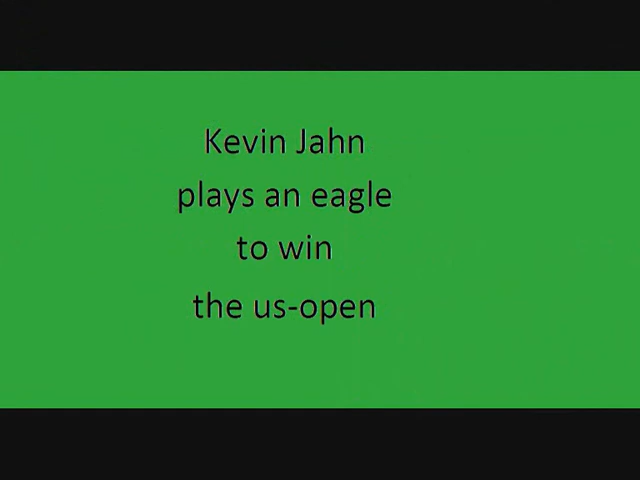 Kevin Jahn
plays an eagle
to win
the us-open